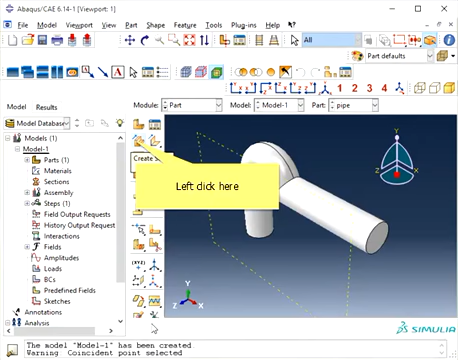 Abaqus/CAE 6.14-1 [Viewport: 1]
File Model Viewport View Part Shape Feature Tools Plug-ins Help
All
Part defaults
1 2 3 4
Model Results Module: Part Model: Model-1 Part: pipe
Model Database
Models (1)
Model-1
Parts (1)
Materials
Sections
Assembly
Steps (1)
Field Output Requests
History Output Request
Interactions
Fields
Amplitudes
Loads
BCs
Predefined Fields
Sketches
Annotations
Analysis
Create S
Left click here
(XYZ)
Y
Z
X
Y
Z
X
SIMULIA
The model "Model-1" has been created.
Warning Coincident point selected